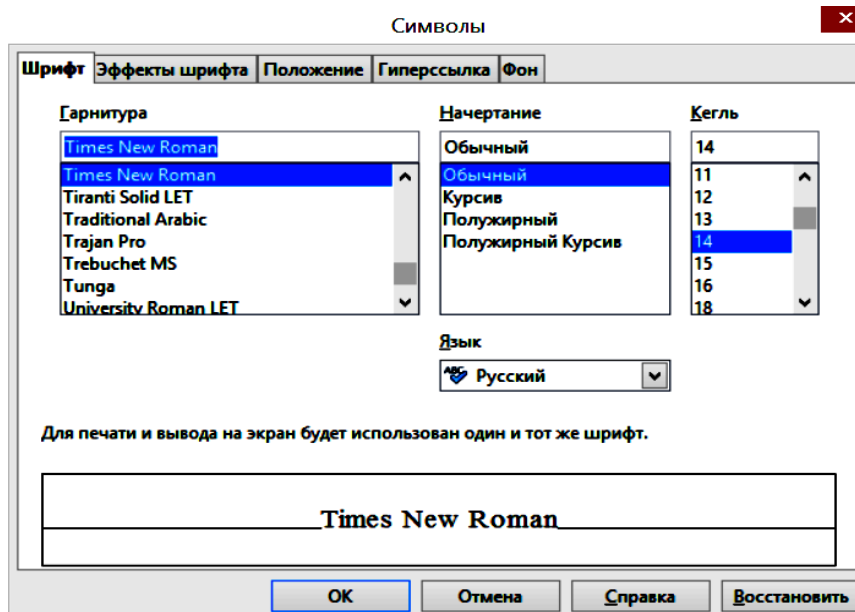 Символы
Шрифт Эффекты шрифта Положение Гиперссылка Фон
Гарнитура Начертание Кегль
Times New Roman Обычный 14
Times New Roman Обычный 11
Tiranti Solid LET Курсив 12
Traditional Arabic Полужирный 13
Trajan Pro Полужирный Курсив 14
Trebuchet MS 15
Tunga 16
University Roman LET 18
Язык
ABC Русский
Для печати и вывода на экран будет использован один и тот же шрифт.
Times New Roman
ОК Отмена Справка Восстановить